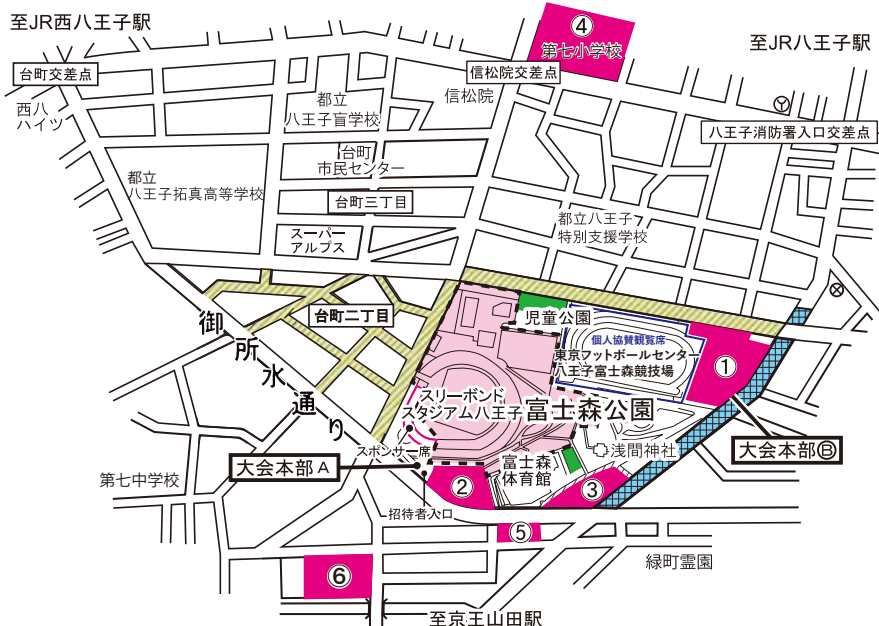 至JR西八王子駅
④
第七小学校
至JR八王子駅
台町交差点
信松院交差点
信松院
西八
ハイツ
都立
八王子盲学校
八王子消防署入口交差点
台町
市民センター
都立
八王子拓真高等学校
台町三丁目
スーパー
アルプス
都立八王子
特別支援学校
御所水通り
台町二丁目
児童公園
個人協賛観覧席
東京フットボールセンター
八王子富士森競技場
①
スリーボンド
スタジアム八王子
富士森公園
スポンサー席
大会本部A
富士森
体育館
浅間神社
大会本部Ⓑ
第七中学校
②
③
招待者入口
⑤
緑町霊園
⑥
至京王山田駅